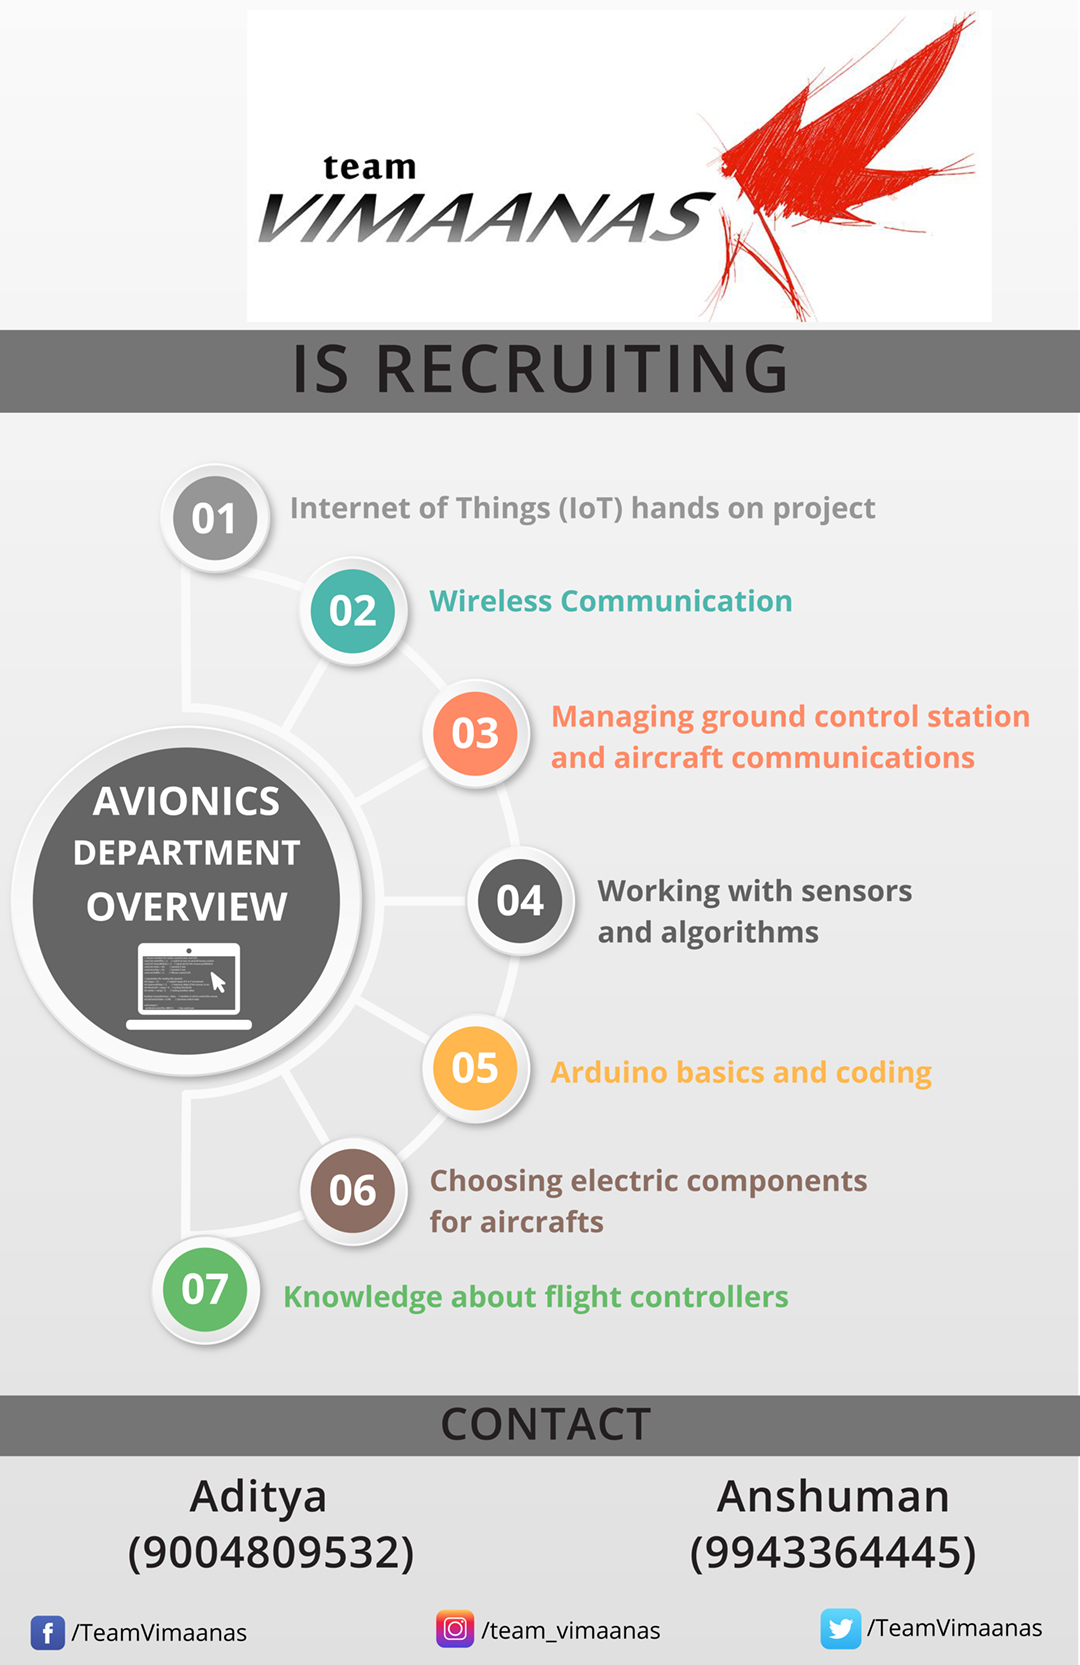 team
VIMAANAS
IS RECRUITING
01
Internet of Things (IoT) hands on project
02
Wireless Communication
03
Managing ground control station
and aircraft communications
AVIONICS
DEPARTMENT
OVERVIEW
04
Working with sensors
and algorithms
05
Arduino basics and coding
06
Choosing electric components
for aircrafts
07
Knowledge about flight controllers
CONTACT
Aditya
(9004809532)
Anshuman
(9943364445)
/TeamVimaanas
/team_vimaanas
/TeamVimaanas